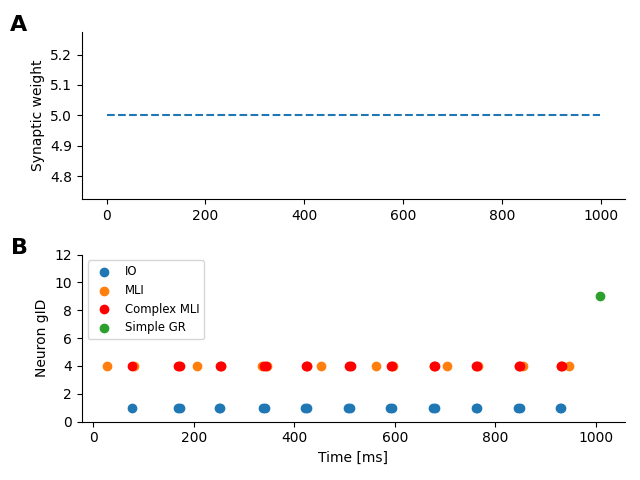 A
Synaptic weight
5.2
5.1
5.0
4.9
4.8
0 200 400 600 800 1000
B
Neuron gID
12
10
8
6
4
2
0
IO
MLI
Complex MLI
Simple GR
0 200 400 600 800 1000
Time [ms]